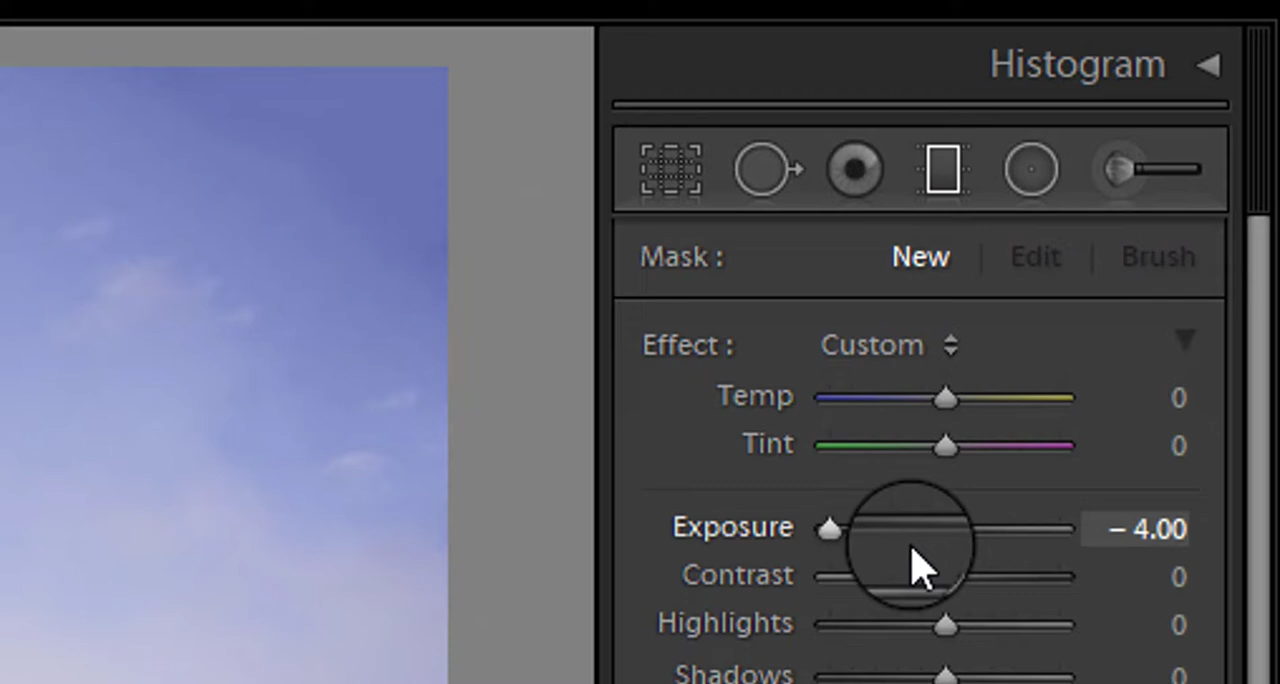 Histogram
Mask : New | Edit | Brush
Effect : Custom
Temp 0
Tint 0
Exposure – 4.00
Contrast 0
Highlights 0
Shadows 0